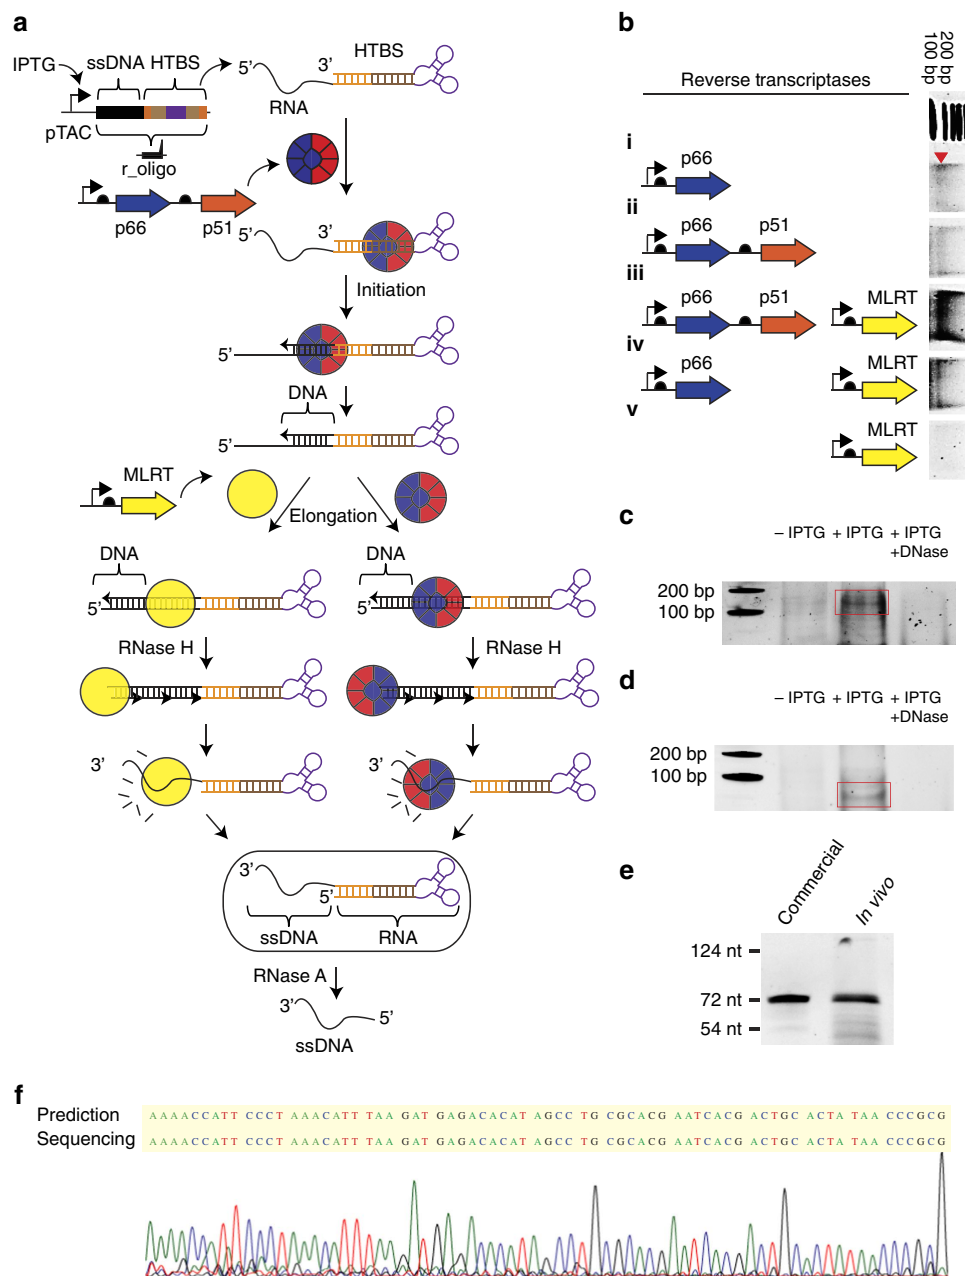 a
IPTG
ssDNA HTBS
pTAC
r_oligo
5’
3’
HTBS
RNA
p66
p51
5’
3’
Initiation
5’
DNA
5’
MLRT
Elongation
DNA
5’
DNA
5’
RNase H
RNase H
3’
3’
3’
5’
ssDNA
RNA
RNase A
3’
5’
ssDNA
b
200 bp
100 bp
Reverse transcriptases
i
p66
ii
p66
p51
iii
p66
p51
MLRT
iv
p66
MLRT
v
MLRT
c
– IPTG + IPTG + IPTG
+DNase
200 bp
100 bp
d
– IPTG + IPTG + IPTG
+DNase
200 bp
100 bp
e
Commercial
In vivo
124 nt
72 nt
54 nt
f
Prediction AAAACCATT CCCT AAACATT TAA GAT GAGACACAT AGCC TG CGCACG AATCACG ACTGC ACTA TAA CCCGCG
Sequencing AAAACCATT CCCT AAACATT TAA GAT GAGACACAT AGCC TG CGCACG AATCACG ACTGC ACTA TAA CCCGCG